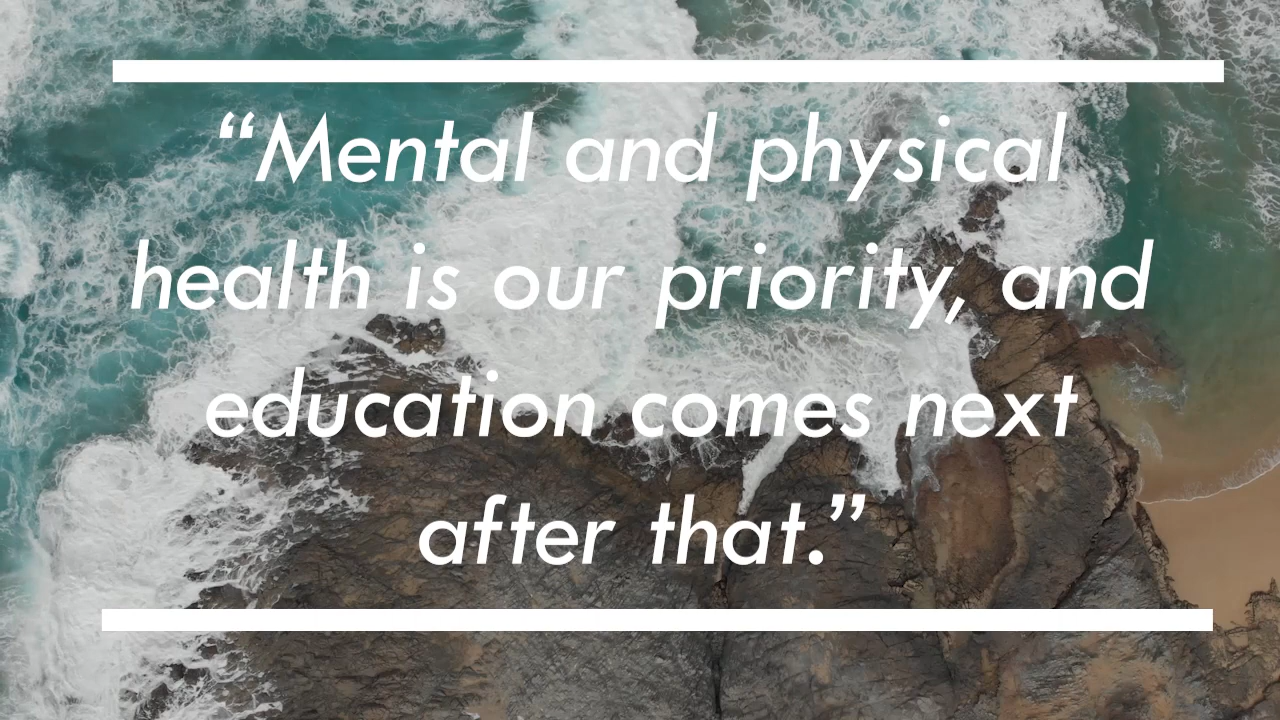 “Mental and physical
health is our priority, and
education comes next
after that.”